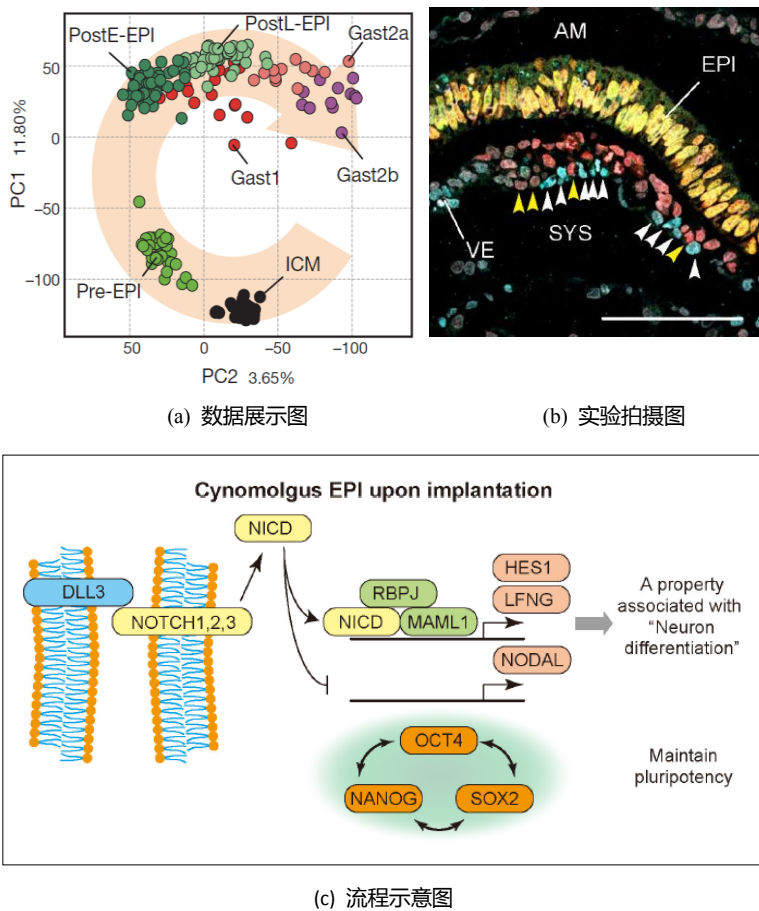 PostE-EPI
PostL-EPI
Gast2a
50
0
−50
−100
PC1 11.80%
Gast1
Gast2b
Pre-EPI
ICM
50 0 −50 −100
PC2 3.65%
(a) 数据展示图
AM
EPI
VE
SYS
(b) 实验拍摄图
Cynomolgus EPI upon implantation
NICD
DLL3
NOTCH1,2,3
RBPJ
NICD
MAML1
HES1
LFNG
NODAL
A property
associated with
“Neuron
differentiation”
OCT4
NANOG
SOX2
Maintain
pluripotency
(c) 流程示意图